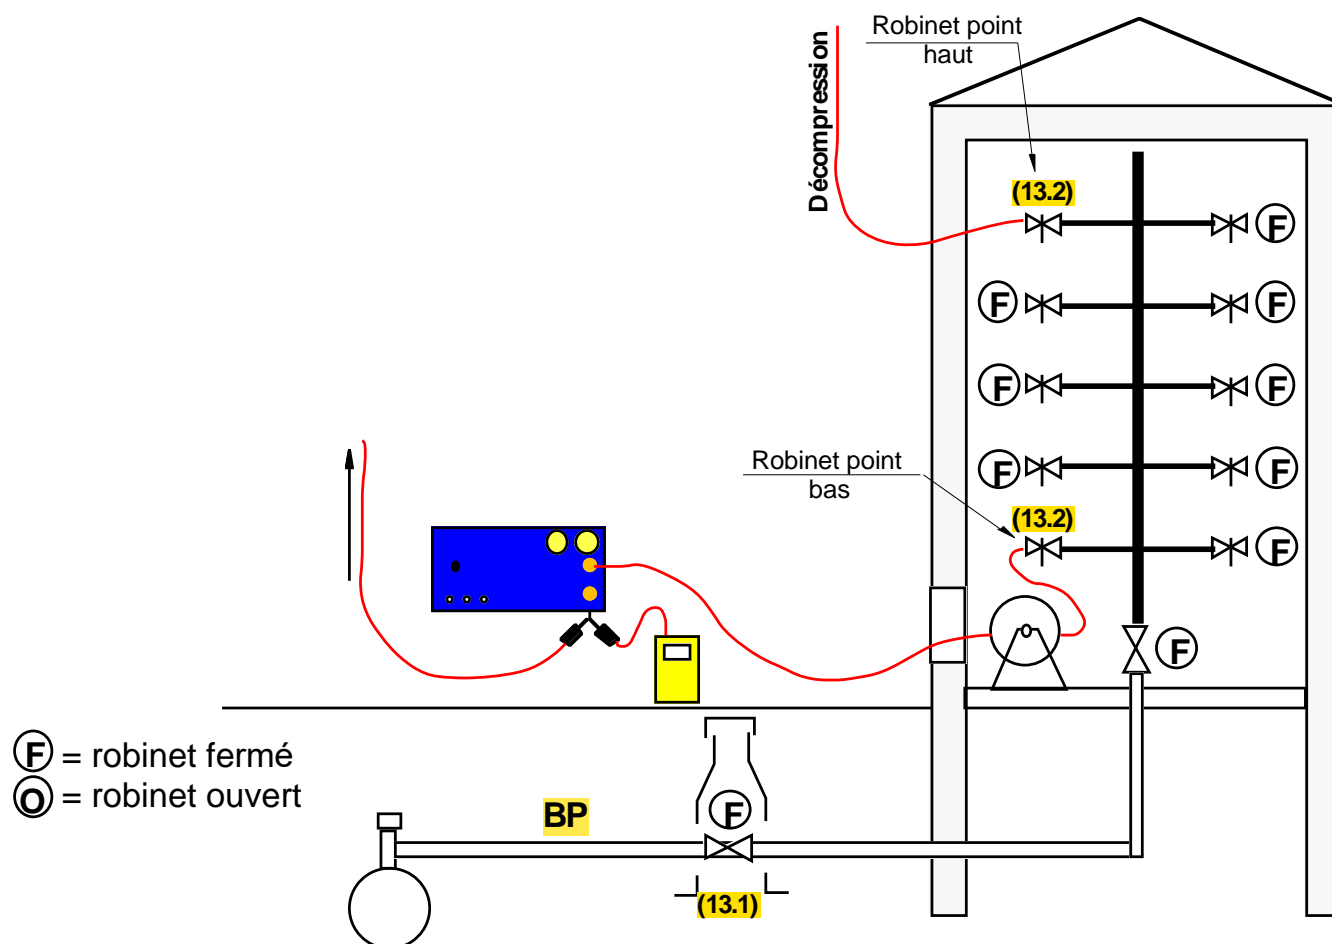 Robinet point
haut
Décompression
(13.2)
F
F
F
F
F
F
Robinet point
bas
F
F
(13.2)
F
F
F = robinet fermé
O = robinet ouvert
BP
F
(13.1)